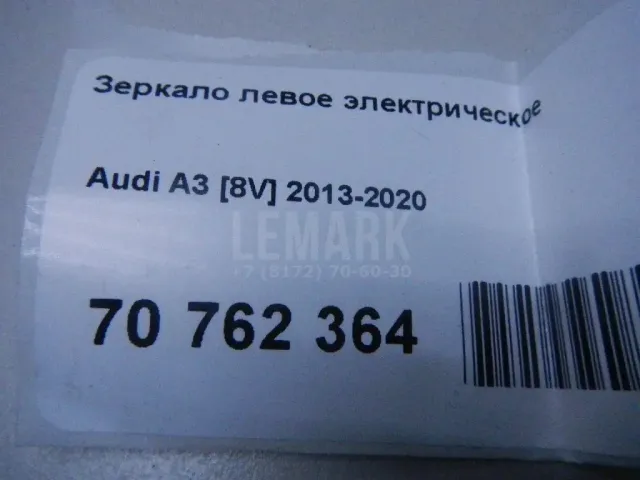 Зеркало левое электрическое
Audi A3 [8V] 2013-2020
LEMARK
+7 (8172) 70-60-30
70 762 364